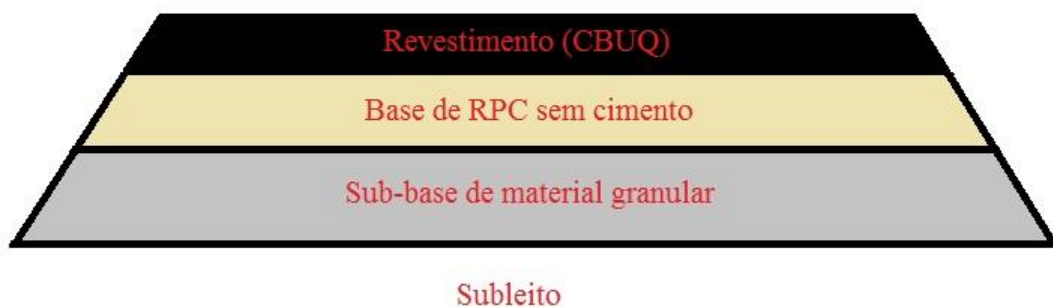 Revestimento (CBUQ)
Base de RPC sem cimento
Sub-base de material granular
Subleito